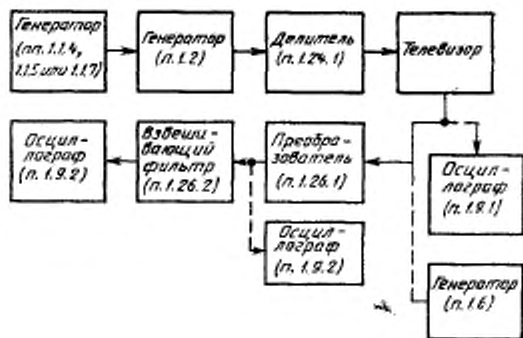 Генератор
(пп. 1.1.4,
1.1.5 или 1.1.7)
Генератор
(п. 1.2)
Делитель
(п. 1.24.1)
Телевизор
Осцил-
лограф
(п. 1.9.2)
Взвеши-
вающий
фильтр
(п. 1.26.2)
Преобра-
зователь
(п. 1.26.1)
Осцил-
лограф
(п. 1.9.1)
Осцил-
лограф
(п. 1.9.2)
Генератор
(п. 1.6)